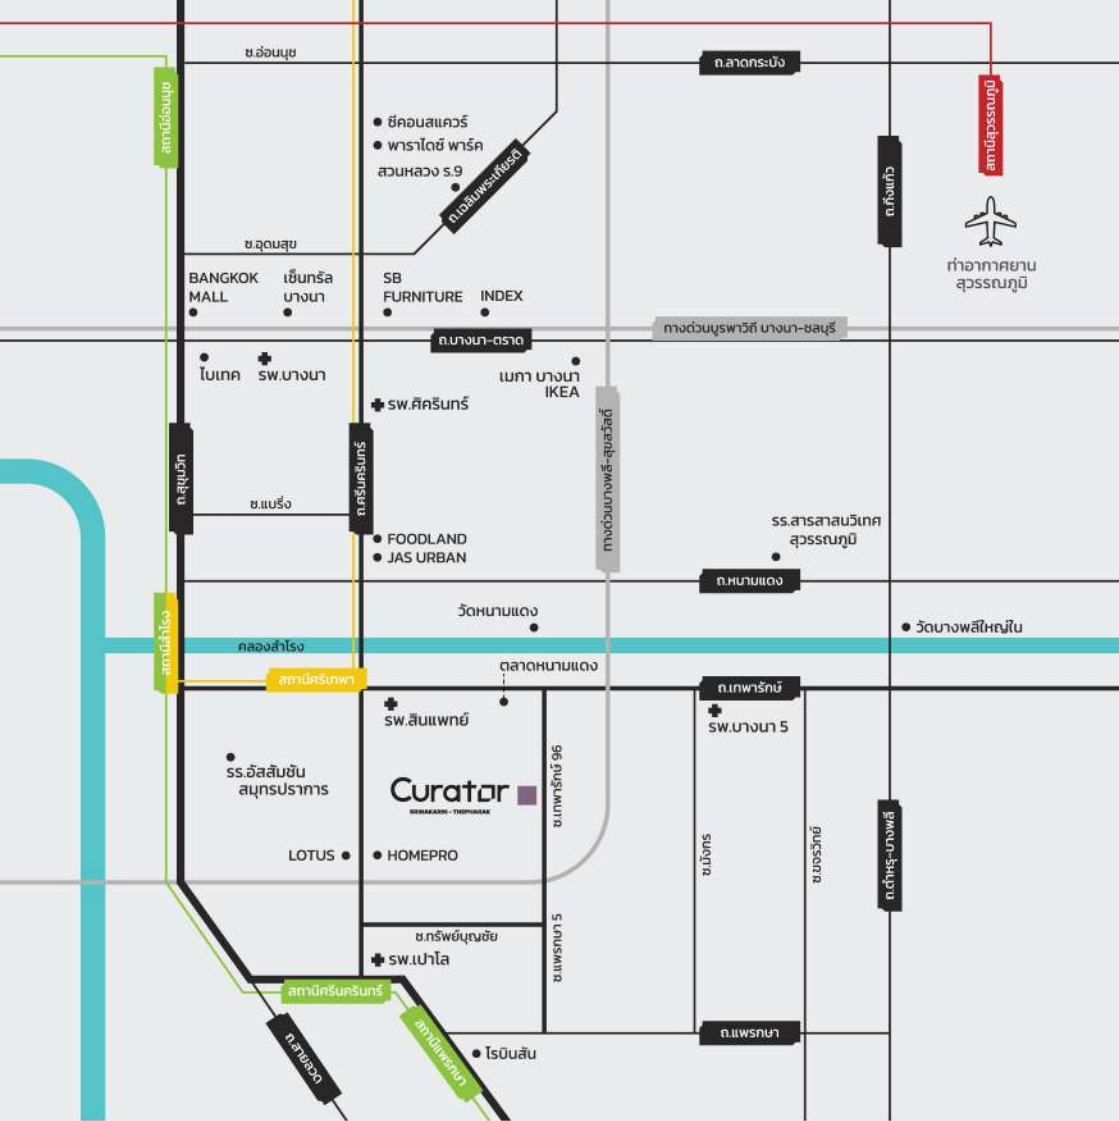 ซ.อ่อนนุช
ถ.ลาดกระบัง
สถานีอ่อนนุช
สถานีสุวรรณภูมิ
ซีคอนสแควร์
พาราไดซ์ พาร์ค
สวนหลวง ร.9
ถ.เฉลิมพระเกียรติ
ถ.กิ่งแก้ว
ซ.อุดมสุข
ท่าอากาศยาน
สุวรรณภูมิ
BANGKOK
MALL
เซ็นทรัล
บางนา
SB
FURNITURE
INDEX
ทางด่วนบูรพาวิถี บางนา-ชลบุรี
ถ.บางนา-ตราด
ไบเทค
รพ.บางนา
เมกา บางนา
IKEA
รพ.ศิครินทร์
ถ.สุขุมวิท
ถ.ศรีนครินทร์
ทางด่วนบางพลี-สุขสวัสดิ์
ซ.แบริ่ง
รร.สารสาสนวิเทศ
สุวรรณภูมิ
FOODLAND
JAS URBAN
ถ.หนามแดง
วัดหนามแดง
วัดบางพลีใหญ่ใน
สถานีสำโรง
คลองสำโรง
ตลาดหนามแดง
สถานีศรีเทพา
ถ.เทพารักษ์
รพ.สินแพทย์
รพ.บางนา 5
รร.อัสสัมชัน
สมุทรปราการ
Curator
SRINAKARIN - THEPHARAK
ซ.เทพารักษ์ 96
ซ.มังกร
ซ.ขจรวิทย์
ถ.ตำหรุ-บางพลี
LOTUS
HOMEPRO
ซ.ทรัพย์บุญชัย
ซ.แพรกษา 5
รพ.เปาโล
สถานีศรีนครินทร์
ถ.สายลวด
สถานีแพรกษา
ถ.แพรกษา
โรบินสัน